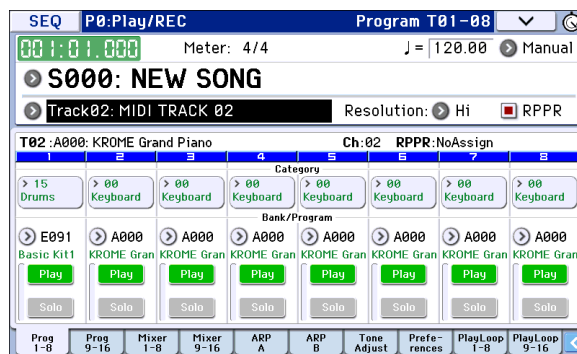 SEQ P0:Play/REC Program T01-08
001:01.000 Meter: 4/4 ♩= 120.00 Manual
S000: NEW SONG
Track02: MIDI TRACK 02 Resolution: Hi RPPR
T02 :A000: KROME Grand Piano Ch:02 RPPR:NoAssign
1 2 3 4 5 6 7 8
Category
15 00 00 00 00 00 00 00
Drums Keyboard Keyboard Keyboard Keyboard Keyboard Keyboard Keyboard
Bank/Program
E091 A000 A000 A000 A000 A000 A000 A000
Basic Kit1 KROME Gran KROME Gran KROME Gran KROME Gran KROME Gran KROME Gran KROME Gran
Play Play Play Play Play Play Play Play
Solo Solo Solo Solo Solo Solo Solo Solo
Prog Prog Mixer Mixer ARP ARP Tone Prefe- PlayLoop PlayLoop
1-8 9-16 1-8 9-16 A B Adjust rences 1-8 9-16